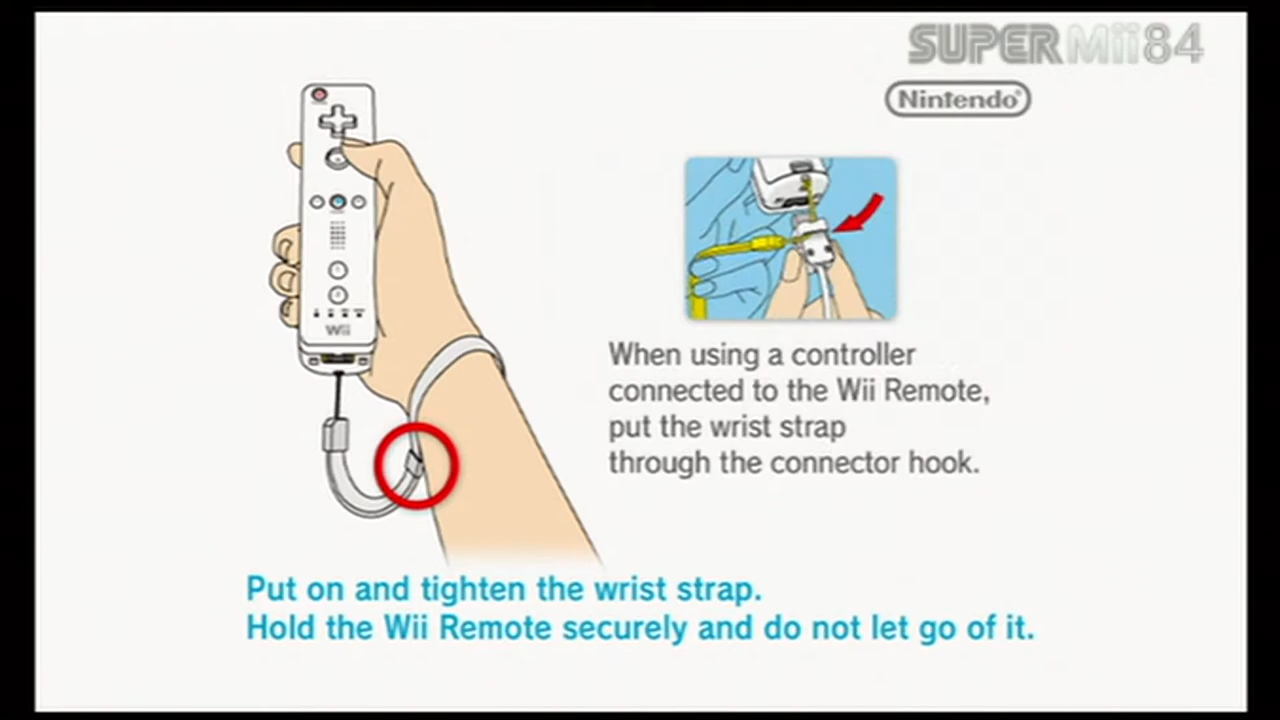 SUPER Mii84
Nintendo®
Wii
When using a controller
connected to the Wii Remote,
put the wrist strap
through the connector hook.
Put on and tighten the wrist strap.
Hold the Wii Remote securely and do not let go of it.